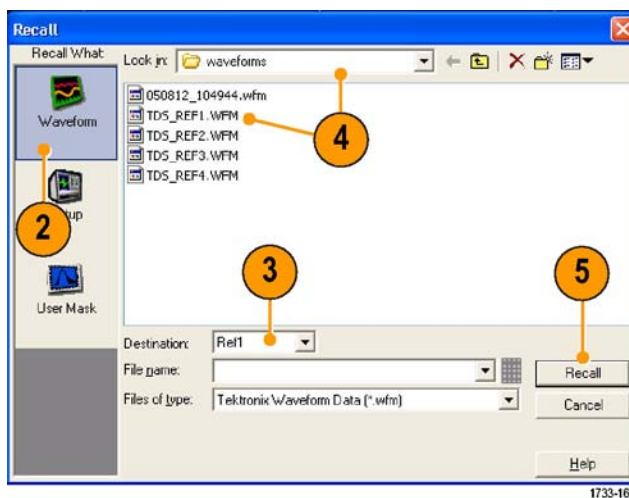 Recall
Recall What:
Look in: waveforms
Waveform
050812_104944.wfm
TDS_REF1.WFM
TDS_REF2.WFM
TDS_REF3.WFM
TDS_REF4.WFM
4
2
User Mask
3
5
Destination: Ref1
File name:
Recall
Files of type: Tektronix Waveform Data (*.wfm)
Cancel
Help
1733-16